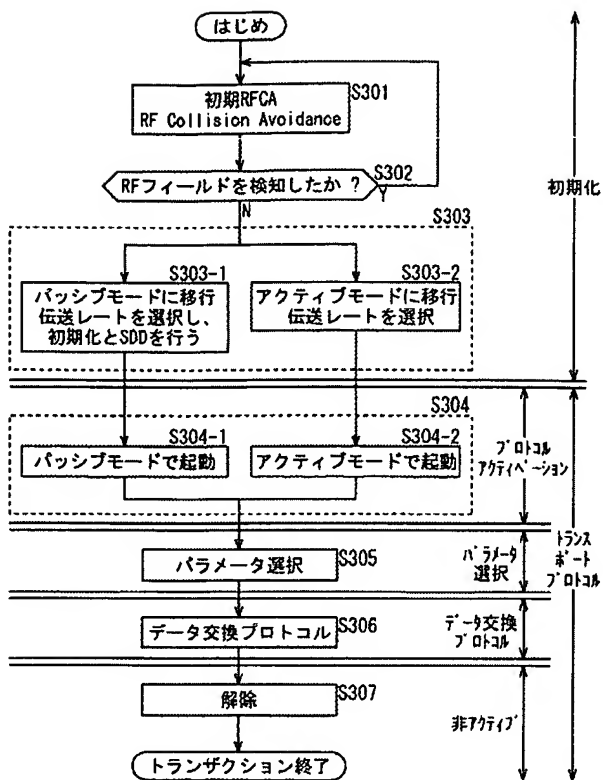 はじめ
初期RFCA
RF Collision Avoidance
S301
RFフィールドを検知したか ?
S302
Y
N
初期化
S303
S303-1
パッシブモードに移行
伝送レートを選択し、
初期化とSDDを行う
S303-2
アクティブモードに移行
伝送レートを選択
S304
S304-1
パッシブモードで起動
S304-2
アクティブモードで起動
プロトコル
アクティベーション
パラメータ選択
S305
パラメータ
選択
トランス
ポート
プロトコル
データ交換プロトコル
S306
データ交換
プロトコル
解除
S307
非アクティブ
トランザクション終了